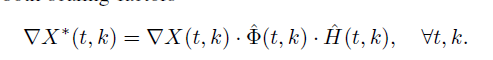 ∇X*(t, k) = ∇X(t, k) · Φ̂(t, k) · Ĥ(t, k), ∀t, k.